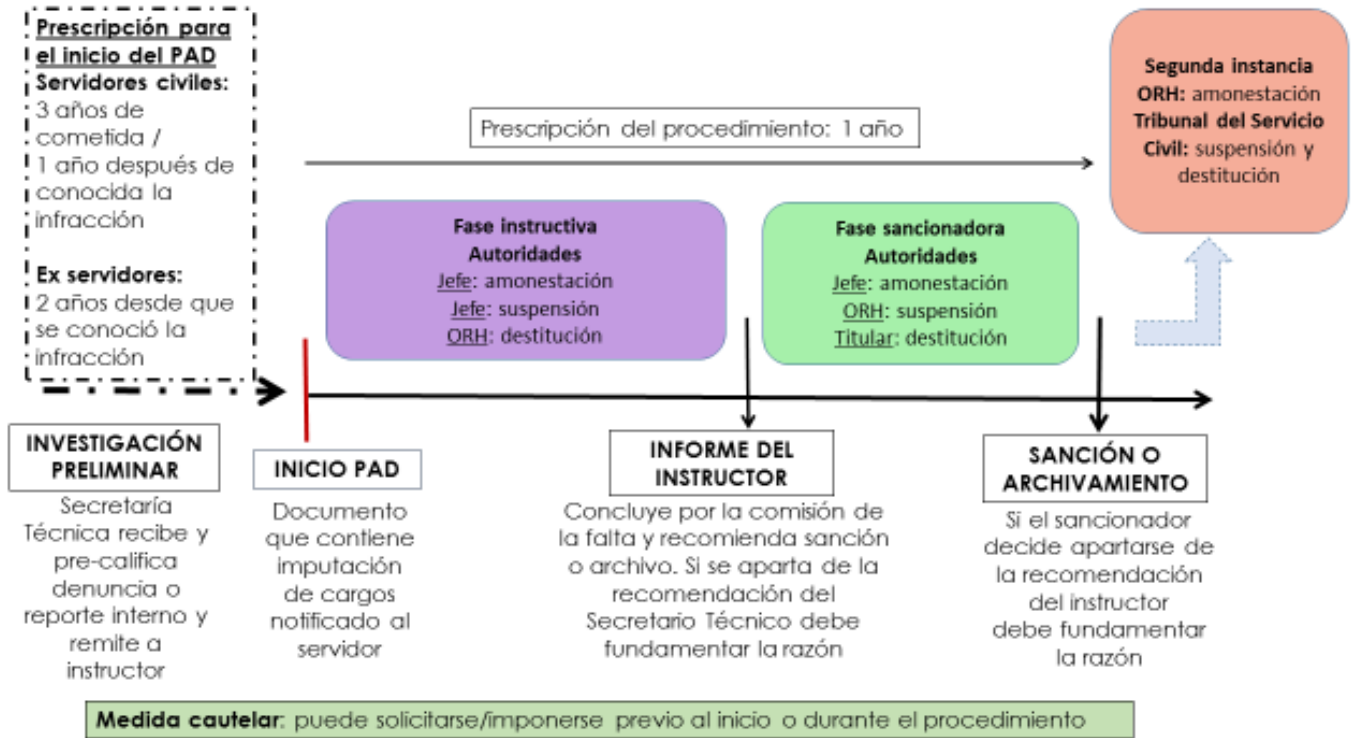 Prescripción para
el inicio del PAD
Servidores civiles:
3 años de
cometida /
1 año después de
conocida la
infracción
Ex servidores:
2 años desde que
se conoció la
infracción
Prescripción del procedimiento: 1 año
Segunda instancia
ORH: amonestación
Tribunal del Servicio
Civil: suspensión y
destitución
Fase instructiva
Autoridades
Jefe: amonestación
Jefe: suspensión
ORH: destitución
Fase sancionadora
Autoridades
Jefe: amonestación
ORH: suspensión
Titular: destitución
INVESTIGACIÓN
PRELIMINAR
Secretaría
Técnica recibe y
pre-califica
denuncia o
reporte interno y
remite a
instructor
INICIO PAD
Documento
que contiene
imputación
de cargos
notificado al
servidor
INFORME DEL
INSTRUCTOR
Concluye por la comisión de
la falta y recomienda sanción
o archivo. Si se aparta de la
recomendación del
Secretario Técnico debe
fundamentar la razón
SANCIÓN O
ARCHIVAMIENTO
Si el sancionador
decide apartarse de
la recomendación
del instructor
debe fundamentar
la razón
Medida cautelar: puede solicitarse/imponerse previo al inicio o durante el procedimiento